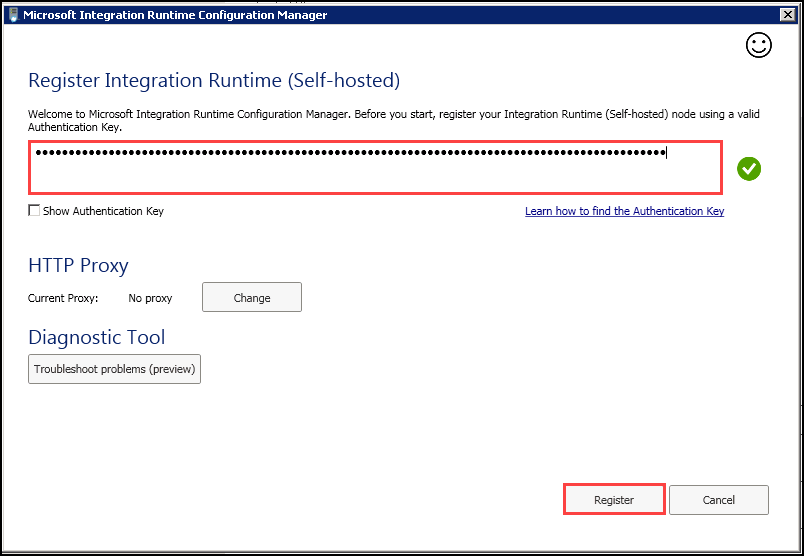 Microsoft Integration Runtime Configuration Manager
Register Integration Runtime (Self-hosted)
Welcome to Microsoft Integration Runtime Configuration Manager. Before you start, register your Integration Runtime (Self-hosted) node using a valid
Authentication Key.
Show Authentication Key
Learn how to find the Authentication Key
HTTP Proxy
Current Proxy: No proxy Change
Diagnostic Tool
Troubleshoot problems (preview)
Register Cancel